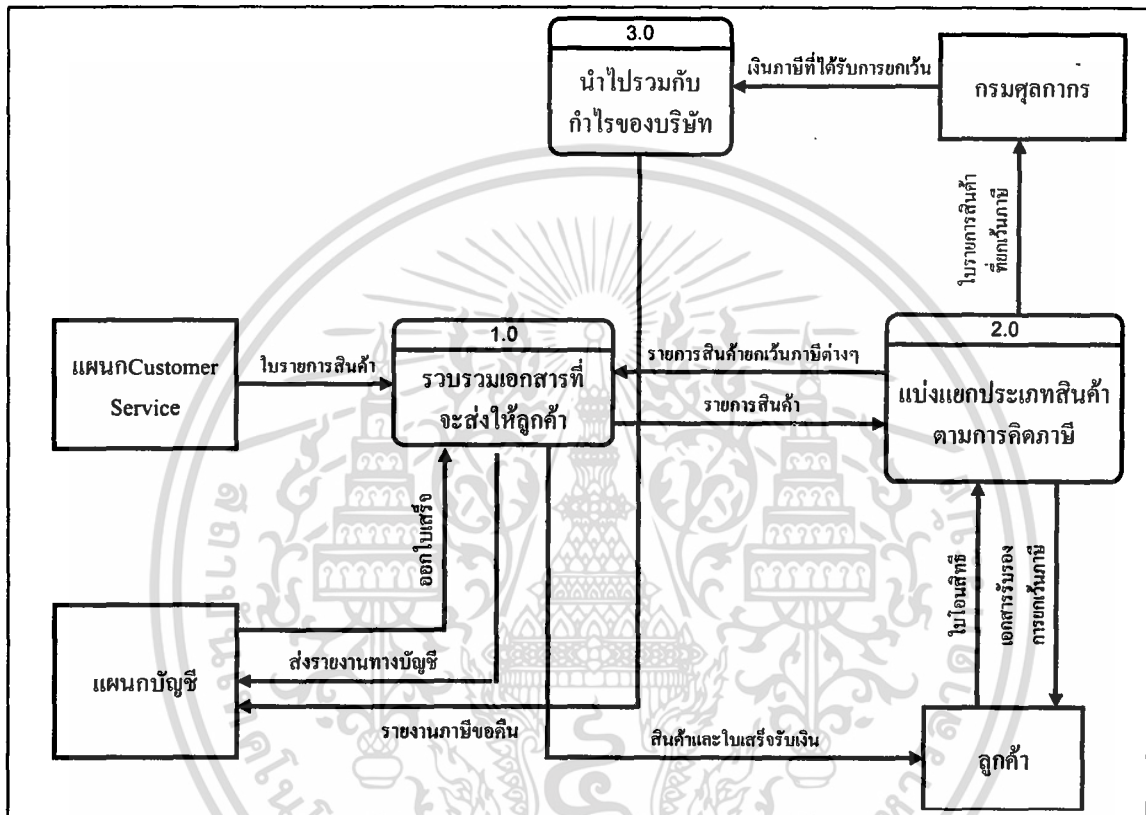 3.0
นำไปรวมกับ
กำไรของบริษัท
เงินภาษีที่ได้รับการยกเว้น
กรมศุลกากร
ใบรายการสินค้า
ที่ยกเว้นภาษี
แผนกCustomer
Service
ใบรายการสินค้า
1.0
รวบรวมเอกสารที่
จะส่งให้ลูกค้า
รายการสินค้ายกเว้นภาษีต่างๆ
รายการสินค้า
2.0
แบ่งแยกประเภทสินค้า
ตามการคิดภาษี
ออกใบเสร็จ
ใบโอนสิทธิ์
เอกสารรับรอง
การยกเว้นภาษี
แผนกบัญชี
ส่งรายงานทางบัญชี
รายงานภาษีขอคืน
สินค้าและใบเสร็จรับเงิน
ลูกค้า